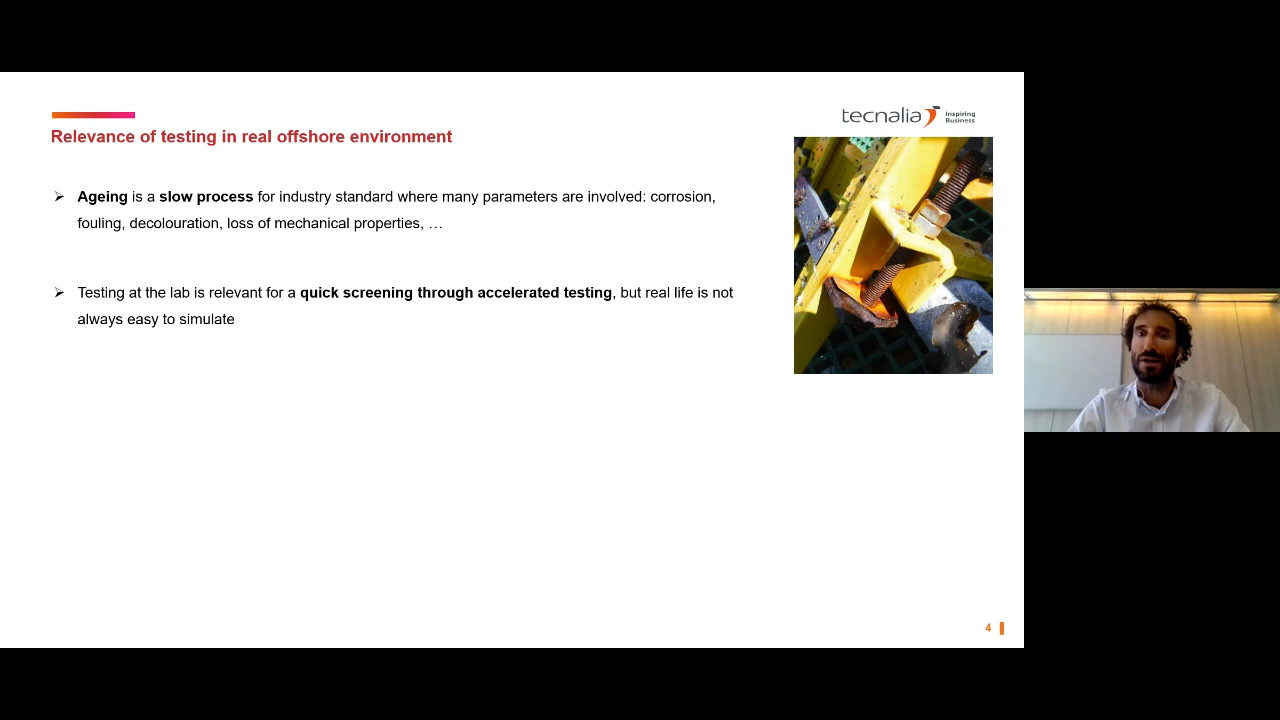 tecnalia Inspiring Business
Relevance of testing in real offshore environment
Ageing is a slow process for industry standard where many parameters are involved: corrosion,
fouling, decolouration, loss of mechanical properties, …
Testing at the lab is relevant for a quick screening through accelerated testing, but real life is not
always easy to simulate
4